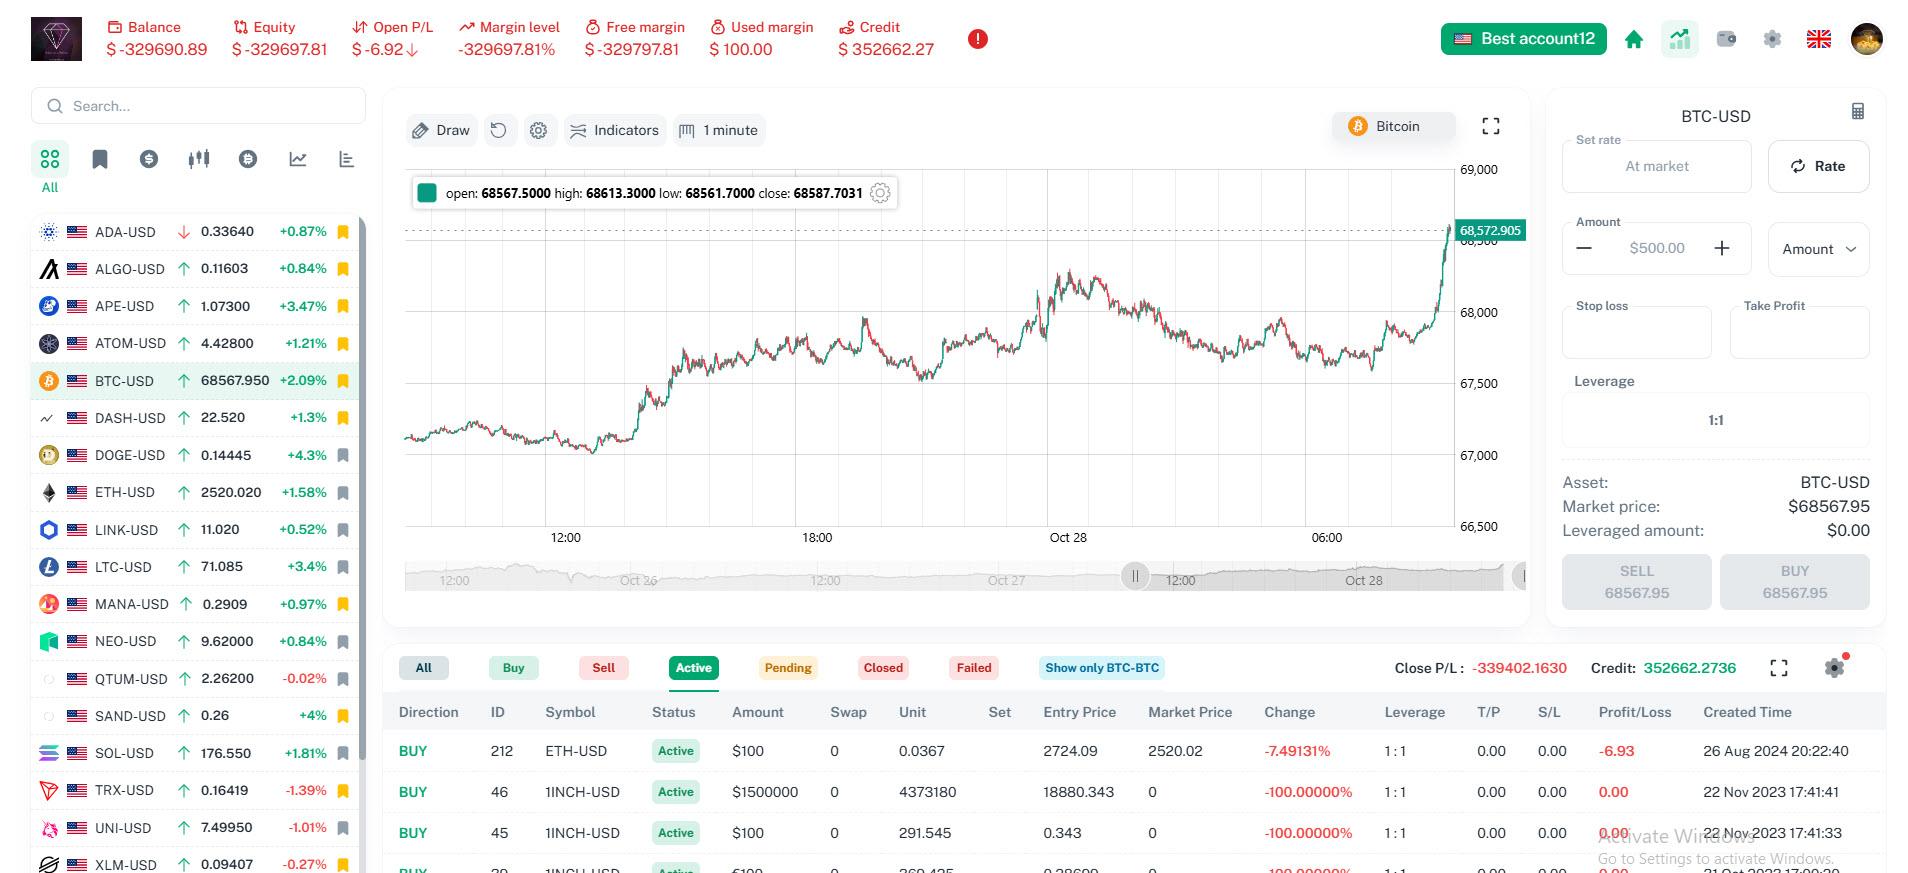 Balance Equity Open P/L Margin level Free margin Used margin Credit
$ -329690.89 $ -329697.81 $ -6.92 -329697.81% $ -329797.81 $ 100.00 $ 352662.27
Best account12
Search...
All
ADA-USD 0.33640 +0.87%
ALGO-USD 0.11603 +0.84%
APE-USD 1.07300 +3.47%
ATOM-USD 4.42800 +1.21%
BTC-USD 68567.950 +2.09%
DASH-USD 22.520 +1.3%
DOGE-USD 0.14445 +4.3%
ETH-USD 2520.020 +1.58%
LINK-USD 11.020 +0.52%
LTC-USD 71.085 +3.4%
MANA-USD 0.2909 +0.97%
NEO-USD 9.62000 +0.84%
QTUM-USD 2.26200 -0.02%
SAND-USD 0.26 +4%
SOL-USD 176.550 +1.81%
TRX-USD 0.16419 -1.39%
UNI-USD 7.49950 -1.01%
XLM-USD 0.09407 -0.27%
Draw Indicators 1 minute Bitcoin
open: 68567.5000 high: 68613.3000 low: 68561.7000 close: 68587.7031
69,000
68,572.905
68,500
68,000
67,500
67,000
66,500
12:00 18:00 Oct 28 06:00
12:00 Oct 26 12:00 Oct 27 12:00 Oct 28
BTC-USD
Set rate
At market Rate
Amount
$500.00 Amount
Stop loss Take Profit
Leverage
1:1
Asset: BTC-USD
Market price: $68567.95
Leveraged amount: $0.00
SELL BUY
68567.95 68567.95
All Buy Sell Active Pending Closed Failed Show only BTC-BTC Close P/L : -339402.1630 Credit: 352662.2736
Direction ID Symbol Status Amount Swap Unit Set Entry Price Market Price Change Leverage T/P S/L Profit/Loss Created Time
BUY 212 ETH-USD Active $100 0 0.0367 2724.09 2520.02 -7.49131% 1 : 1 0.00 0.00 -6.93 26 Aug 2024 20:22:40
BUY 46 1INCH-USD Active $1500000 0 4373180 18880.343 0 -100.00000% 1 : 1 0.00 0.00 0.00 22 Nov 2023 17:41:41
BUY 45 1INCH-USD Active $100 0 291.545 0.343 0 -100.00000% 1 : 1 0.00 0.00 0.00 22 Nov 2023 17:41:33
Activate Windows
Go to Settings to activate Windows.